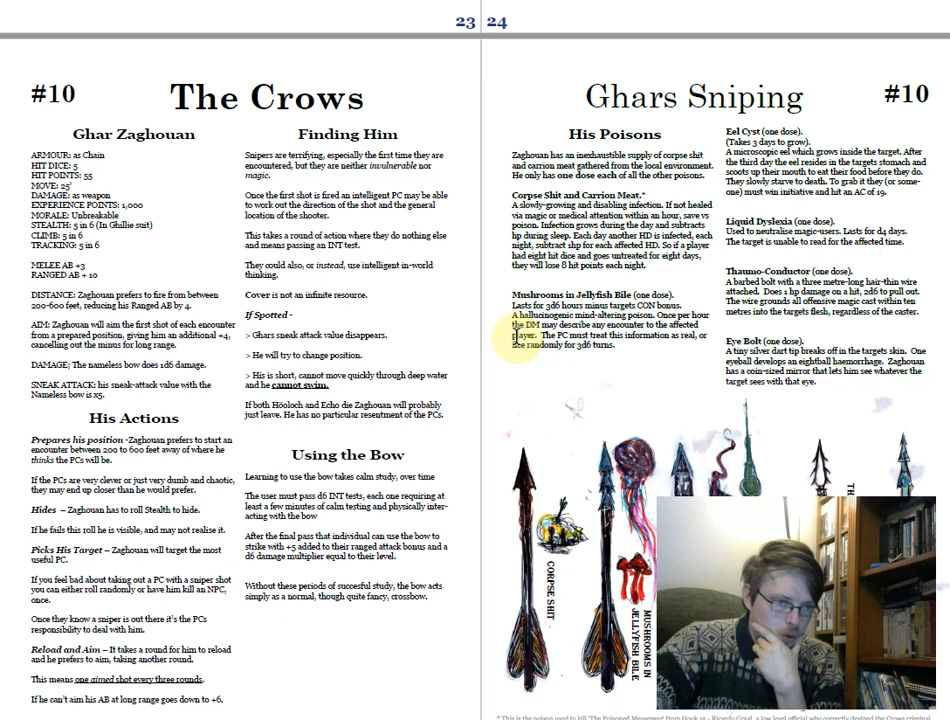 23 24
#10
The Crows
Ghar Zaghouan
ARMOUR: as Chain
HIT DICE: 5
HIT POINTS: 55
MOVE: 25'
DAMAGE: as weapon
EXPERIENCE POINTS: 1,000
MORALE: Unbreakable
STEALTH: 5 in 6 (In Ghillie suit)
CLIMB: 5 in 6
TRACKING: 5 in 6
MELEE AB +3
RANGED AB + 10
DISTANCE: Zaghouan prefers to fire from between
200-600 feet, reducing his Ranged AB by 4.
AIM: Zaghouan will aim the first shot of each encounter
from a prepared position, giving him an additional +4,
cancelling out the minus for long range.
DAMAGE; The nameless bow does 1d6 damage.
SNEAK ATTACK: his sneak-attack value with the
Nameless bow is x5.
His Actions
Prepares his position -Zaghouan prefers to start an
encounter between 200 to 600 feet away of where he
thinks the PCs will be.
If the PCs are very clever or just very dumb and chaotic,
they may end up closer than he would prefer.
Hides – Zaghouan has to roll Stealth to hide.
If he fails this roll he is visible, and may not realise it.
Picks His Target – Zaghouan will target the most
useful PC.
If you feel bad about taking out a PC with a sniper shot
you can either roll randomly or have him kill an NPC,
once.
Once they know a sniper is out there it's the PCs
responsibility to deal with him.
Reload and Aim – It takes a round for him to reload
and he prefers to aim, taking another round.
This means one aimed shot every three rounds.
If he can't aim his AB at long range goes down to +6.
Finding Him
Snipers are terrifying, especially the first time they are
encountered, but they are neither invulnerable nor
magic.
Once the first shot is fired an intelligent PC may be able
to work out the direction of the shot and the general
location of the shooter.
This takes a round of action where they do nothing else
and means passing an INT test.
They could also, or instead, use intelligent in-world
thinking.
Cover is not an infinite resource.
If Spotted -
> Ghars sneak attack value disappears.
> He will try to change position.
> His is short, cannot move quickly through deep water
and he cannot swim.
If both Höoloch and Echo die Zaghouan will probably
just leave. He has no particular resentment of the PCs.
Using the Bow
Learning to use the bow takes calm study, over time
The user must pass d6 INT tests, each one requiring at
least a few minutes of calm testing and physically inter-
acting with the bow
After the final pass that individual can use the bow to
strike with +5 added to their ranged attack bonus and a
d6 damage multiplier equal to their level.
Without these periods of succesful study, the bow acts
simply as a normal, though quite fancy, crossbow.
Ghars Sniping
#10
His Poisons
Zaghouan has an inexhaustible supply of corpse shit
and carrion meat gathered from the local environment.
He only has one dose each of all the other poisons.
Corpse Shit and Carrion Meat.*
A slowly-growing and disabling infection. If not healed
via magic or medical attention within an hour, save vs
poison. Infection grows during the day and subtracts
hp during sleep. Each day another HD is infected, each
night, subtract 1hp for each affected HD. So if a player
had eight hit dice and goes untreated for eight days,
they will lose 8 hit points each night.
Mushrooms in Jellyfish Bile (one dose).
Lasts for 3d6 hours minus targets CON bonus.
A hallucinogenic mind-altering poison. Once per hour
the DM may describe any encounter to the affected
player. The PC must treat this information as real, or
flee randomly for 3d6 turns.
Eel Cyst (one dose).
(Takes 3 days to grow).
A microscopic eel which grows inside the target. After
the third day the eel resides in the targets stomach and
scoots up their mouth to eat their food before they do.
They slowly starve to death. To grab it they (or some-
one) must win initiative and hit an AC of 19.
Liquid Dyslexia (one dose).
Used to neutralise magic-users. Lasts for d4 days.
The target is unable to read for the affected time.
Thaumo-Conductor (one dose).
A barbed bolt with a three metre-long hair-thin wire
attached. Does 1 hp damage on a hit, 2d6 to pull out.
The wire grounds all offensive magic cast within ten
metres into the targets flesh, regardless of the caster.
Eye Bolt (one dose).
A tiny silver dart tip breaks off in the targets skin. One
eyeball develops an eightball haemorrhage. Zaghouan
has a coin-sized mirror that lets him see whatever the
target sees with that eye.
CORPSE SHIT
MUSHROOMS IN
JELLYFISH BILE
TH
* This is the poison used to kill 'The Poisoned Messenger' from Hook